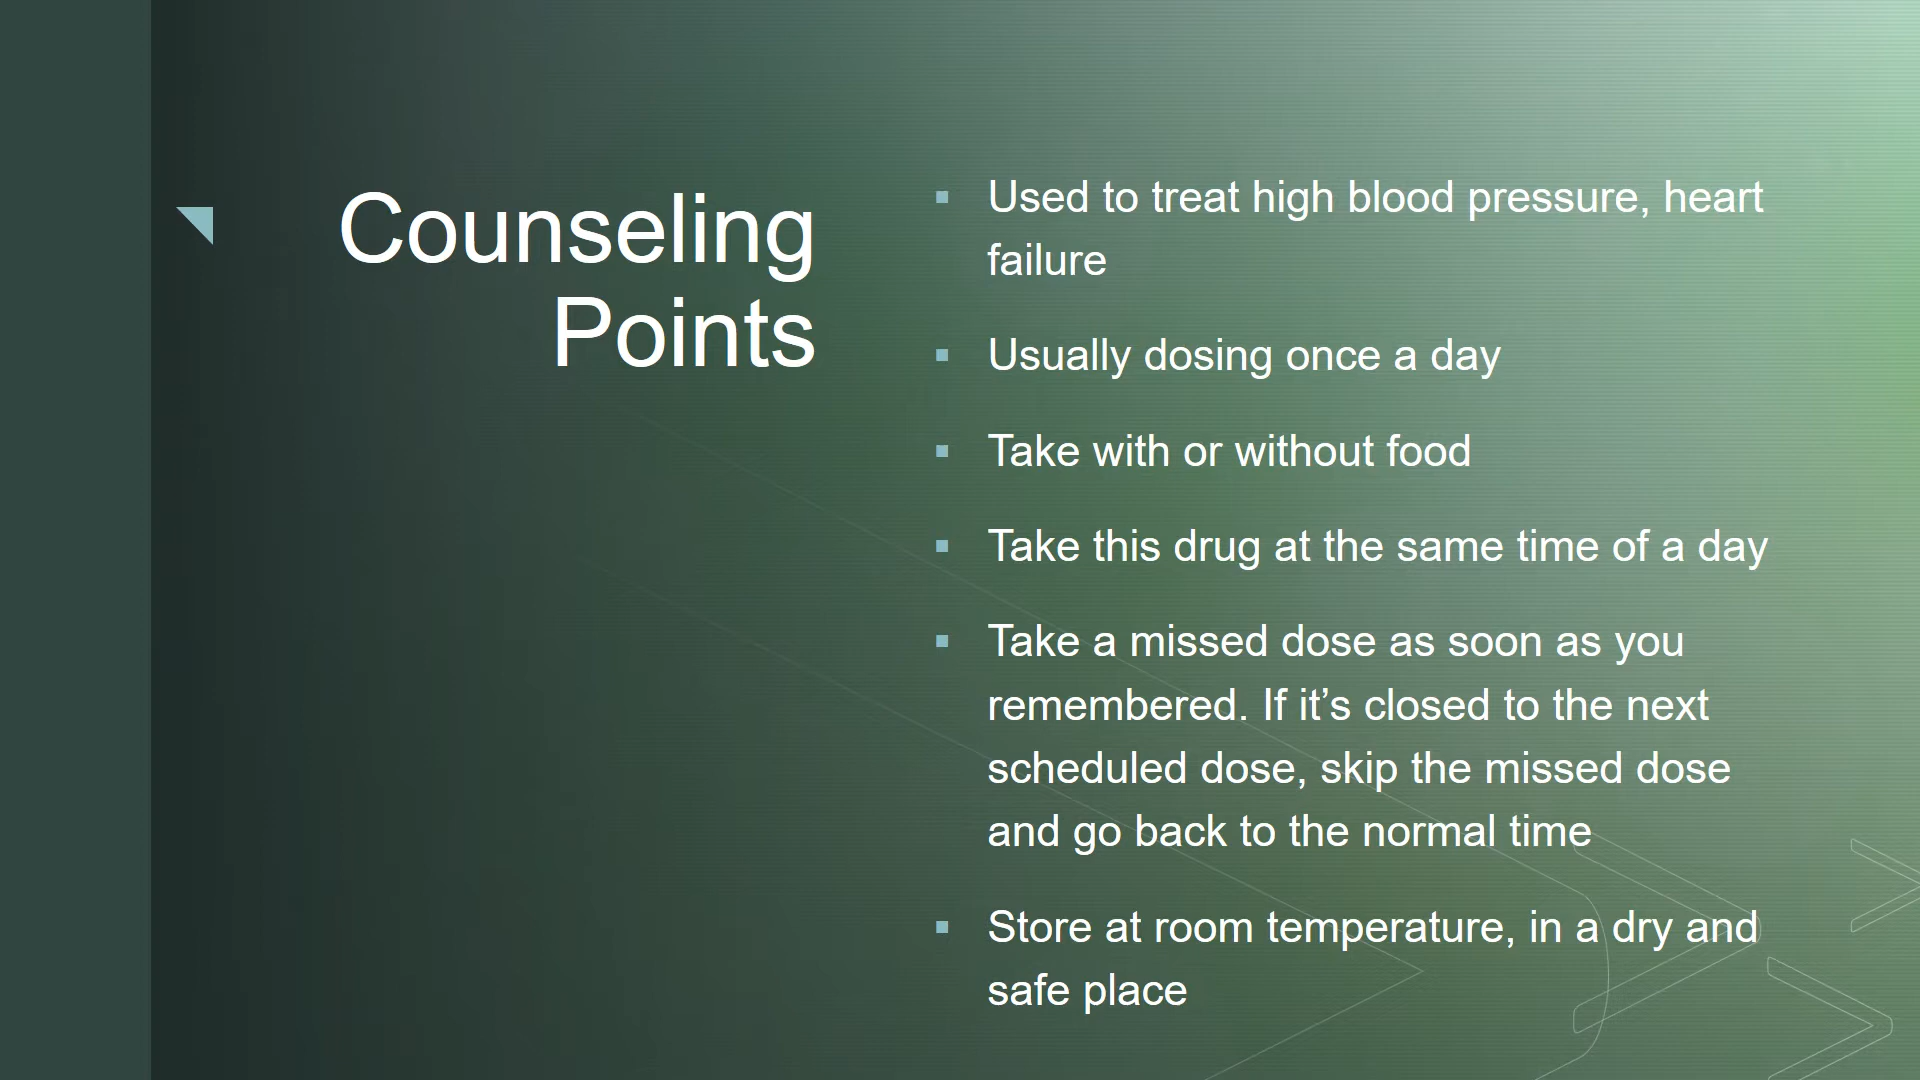 Counseling
Points
Used to treat high blood pressure, heart
failure
Usually dosing once a day
Take with or without food
Take this drug at the same time of a day
Take a missed dose as soon as you
remembered. If it’s closed to the next
scheduled dose, skip the missed dose
and go back to the normal time
Store at room temperature, in a dry and
safe place